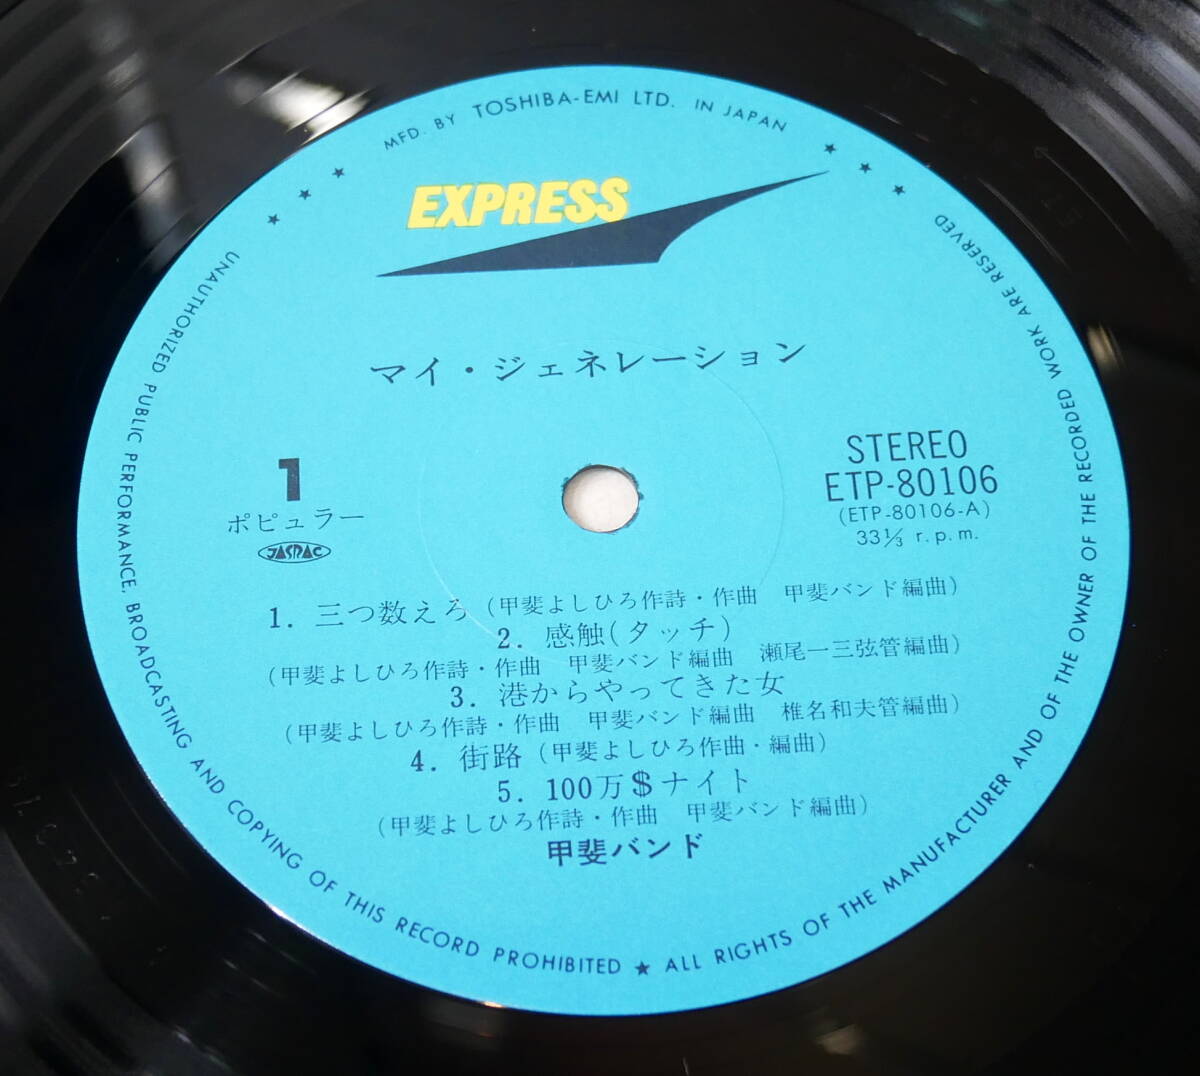 MFD. BY TOSHIBA-EMI LTD. IN JAPAN
EXPRESS
マイ・ジェネレーション
1
ポピュラー
JASRAC
STEREO
ETP-80106
(ETP-80106-A)
33 1/3 r.p.m.
1. 三つ数えろ (甲斐よしひろ作詩・作曲 甲斐バンド編曲)
2. 感触(タッチ)
(甲斐よしひろ作詩・作曲 甲斐バンド編曲 瀬尾一三弦管編曲)
3. 港からやってきた女
(甲斐よしひろ作詩・作曲 甲斐バンド編曲 椎名和夫管編曲)
4. 街路 (甲斐よしひろ作曲・編曲)
5. 100万$ナイト
(甲斐よしひろ作詩・作曲 甲斐バンド編曲)
甲斐バンド
UNAUTHORIZED PUBLIC PERFORMANCE, BROADCASTING AND COPYING OF THIS RECORD PROHIBITED ★ ALL RIGHTS OF THE MANUFACTURER AND OF THE OWNER OF THE RECORDED WORK ARE RESERVED